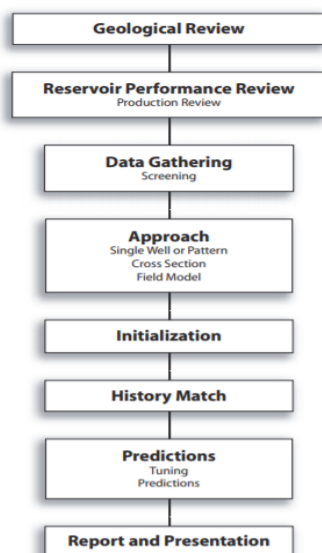 Geological Review
Reservoir Performance Review
Production Review
Data Gathering
Screening
Approach
Single Well or Pattern
Cross Section
Field Model
Initialization
History Match
Predictions
Tuning
Predictions
Report and Presentation